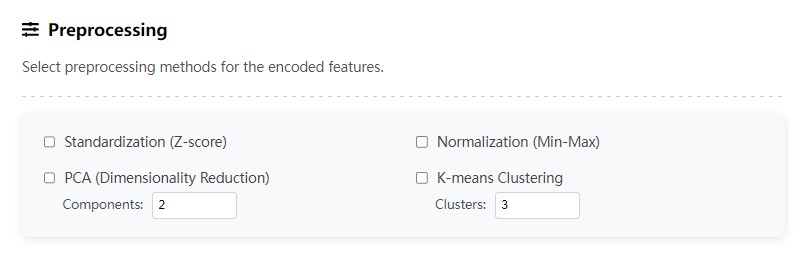 Preprocessing
Select preprocessing methods for the encoded features.
Standardization (Z-score)
Normalization (Min-Max)
PCA (Dimensionality Reduction)
K-means Clustering
Components: 2
Clusters: 3